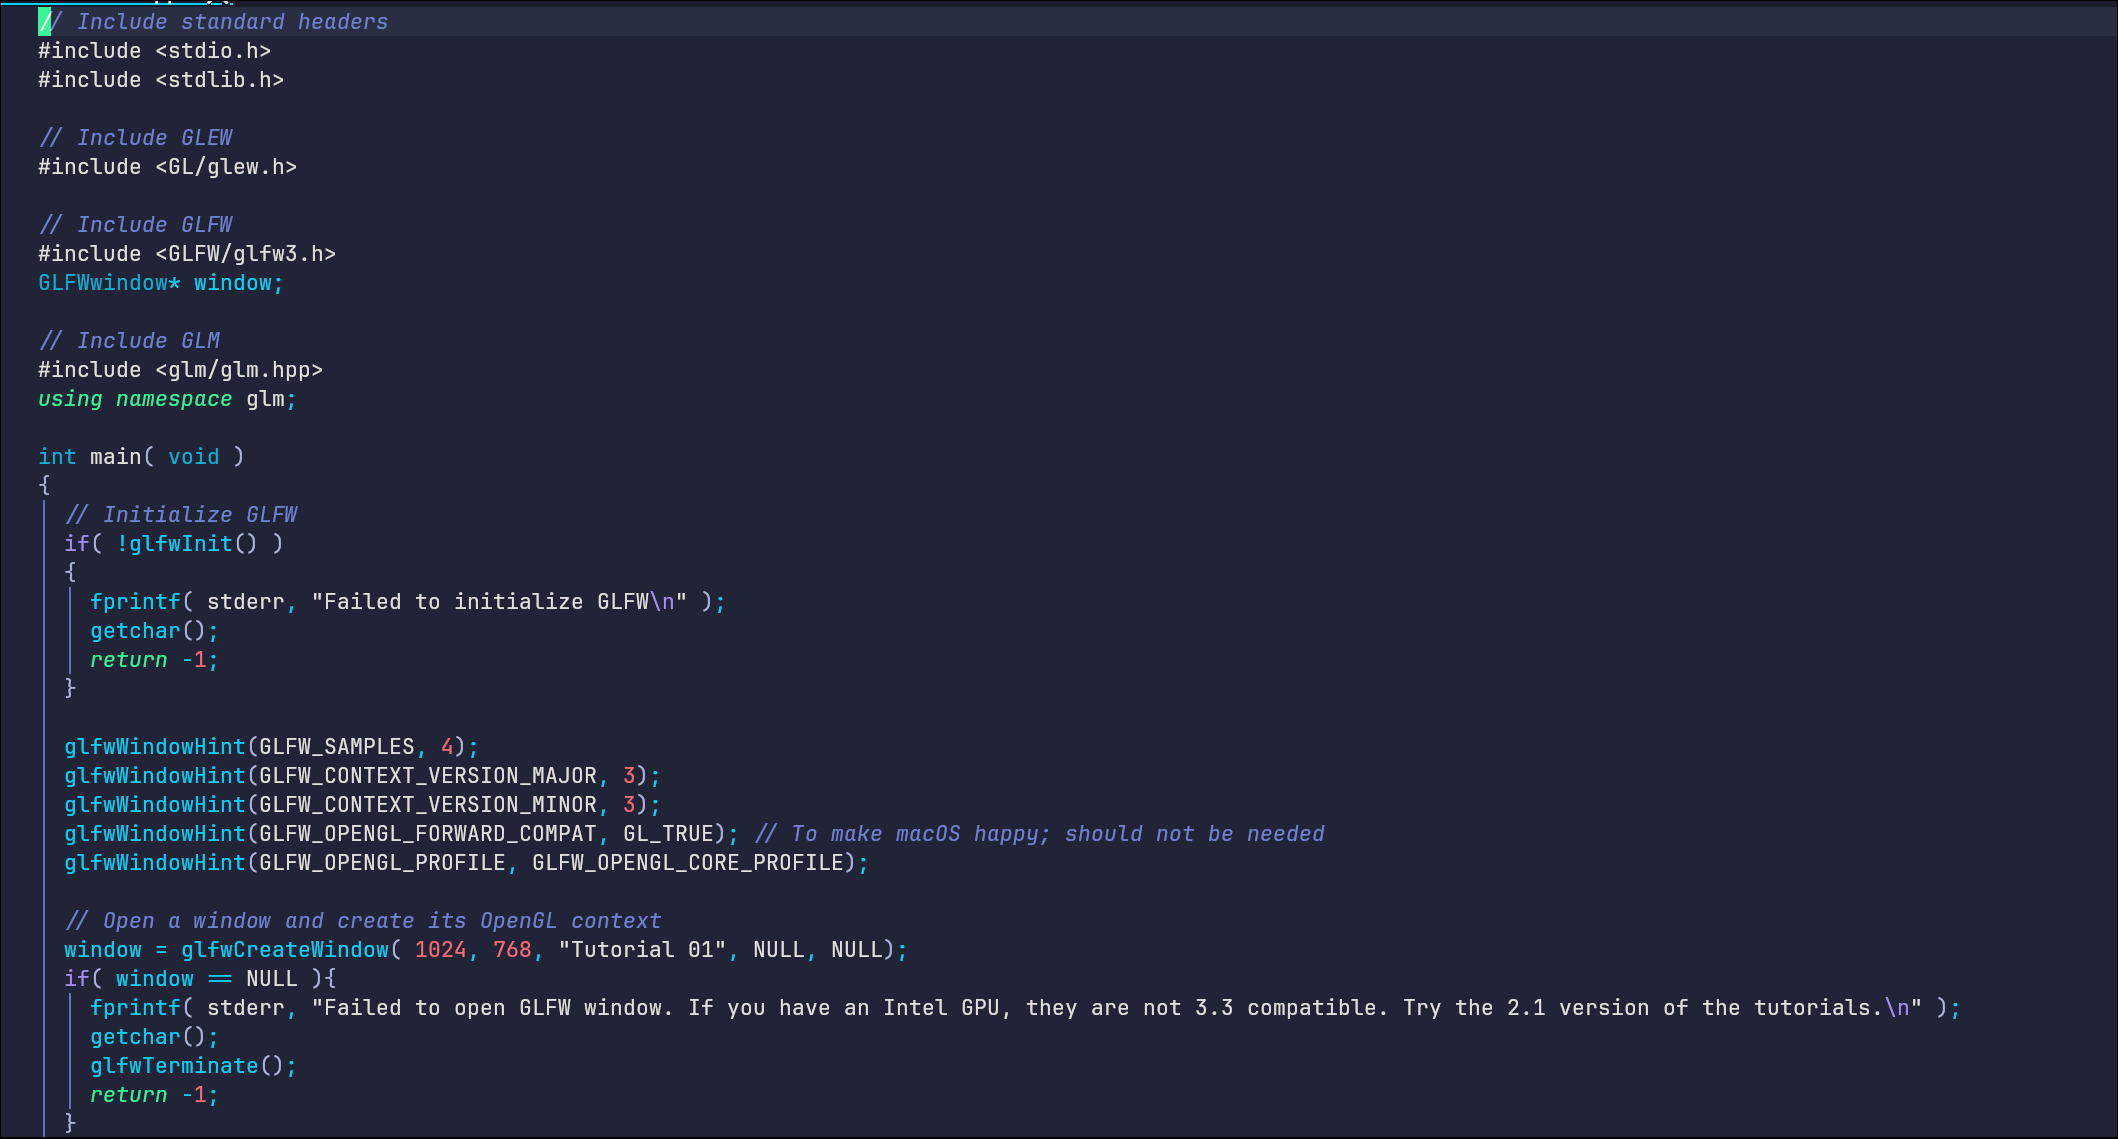 // Include standard headers
#include <stdio.h>
#include <stdlib.h>

// Include GLEW
#include <GL/glew.h>

// Include GLFW
#include <GLFW/glfw3.h>
GLFWwindow* window;

// Include GLM
#include <glm/glm.hpp>
using namespace glm;

int main( void )
{
  // Initialize GLFW
  if( !glfwInit() )
  {
    fprintf( stderr, "Failed to initialize GLFW\n" );
    getchar();
    return -1;
  }

  glfwWindowHint(GLFW_SAMPLES, 4);
  glfwWindowHint(GLFW_CONTEXT_VERSION_MAJOR, 3);
  glfwWindowHint(GLFW_CONTEXT_VERSION_MINOR, 3);
  glfwWindowHint(GLFW_OPENGL_FORWARD_COMPAT, GL_TRUE); // To make macOS happy; should not be needed
  glfwWindowHint(GLFW_OPENGL_PROFILE, GLFW_OPENGL_CORE_PROFILE);

  // Open a window and create its OpenGL context
  window = glfwCreateWindow( 1024, 768, "Tutorial 01", NULL, NULL);
  if( window == NULL ){
    fprintf( stderr, "Failed to open GLFW window. If you have an Intel GPU, they are not 3.3 compatible. Try the 2.1 version of the tutorials.\n" );
    getchar();
    glfwTerminate();
    return -1;
  }